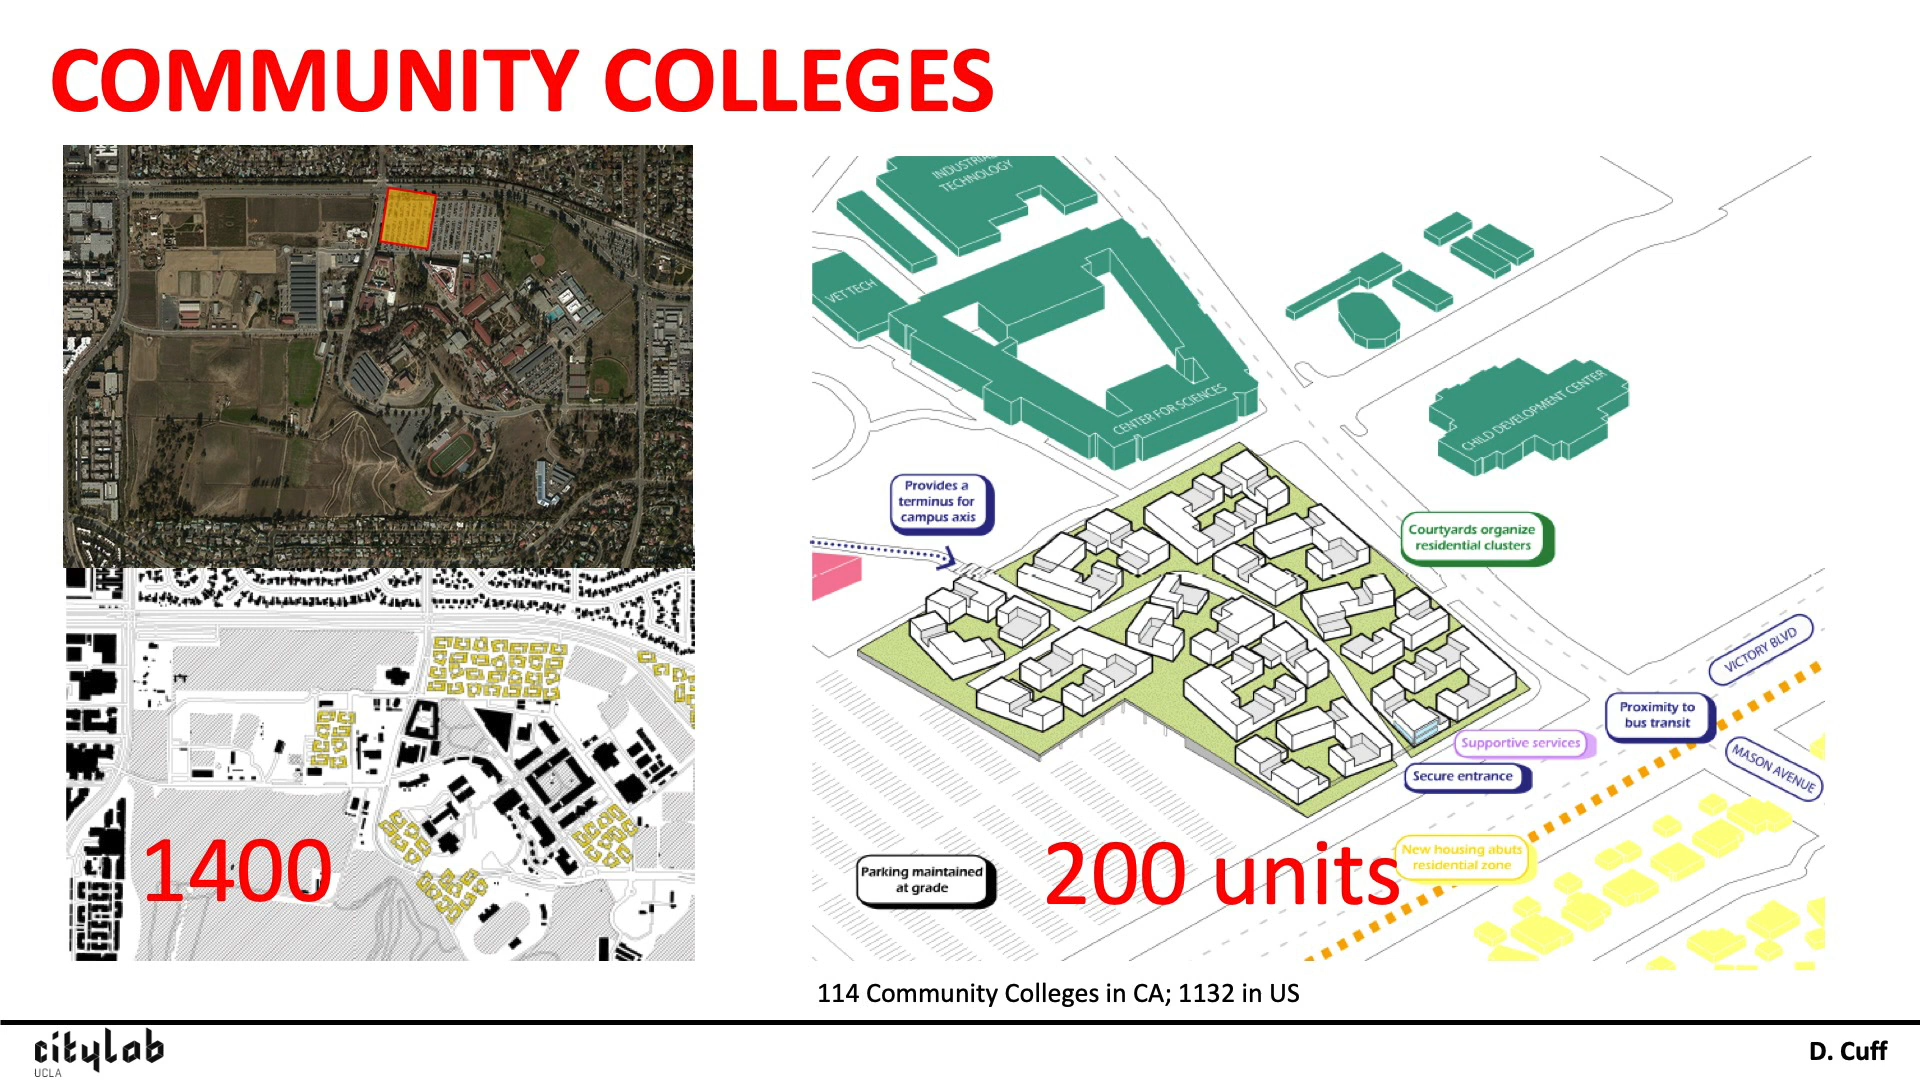 COMMUNITY COLLEGES
INDUSTRIAL
TECHNOLOGY
VET TECH
CENTER FOR SCIENCES
CHILD DEVELOPMENT CENTER
Provides a
terminus for
campus axis
Courtyards organize
residential clusters
VICTORY BLVD
Proximity to
bus transit
MASON AVENUE
Supportive services
Secure entrance
New housing abuts
residential zone
Parking maintained
at grade
1400
200 units
114 Community Colleges in CA; 1132 in US
citylab
UCLA
D. Cuff